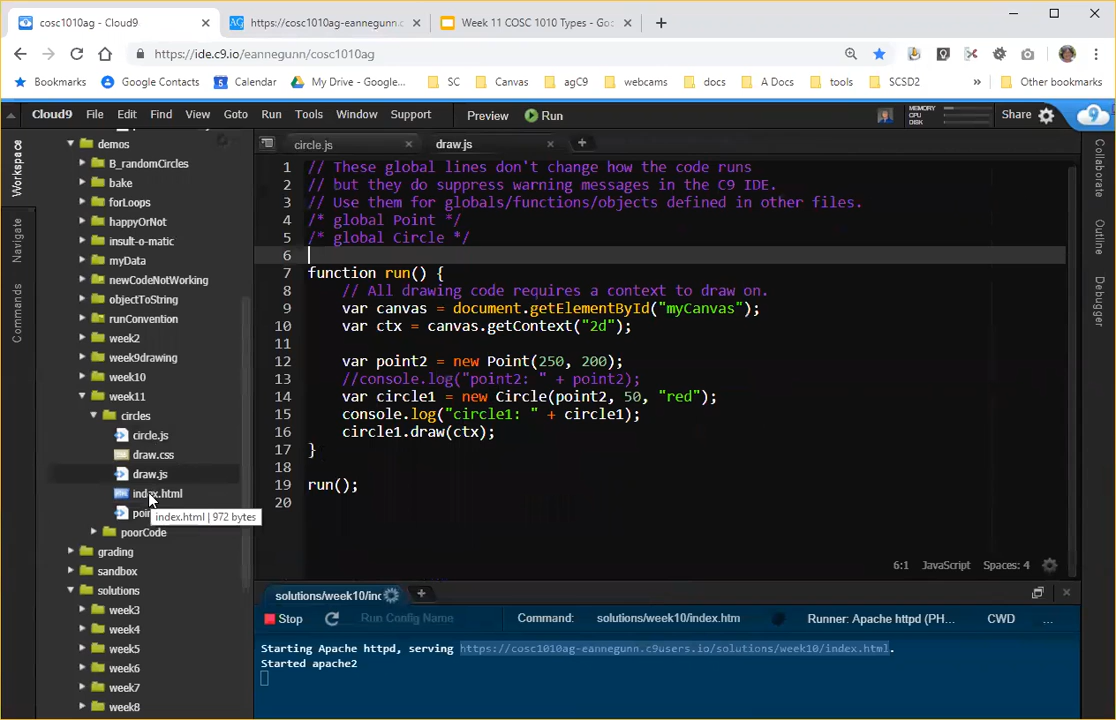 cosc1010ag - Cloud9
https://cosc1010ag-eannegunn.c
Week 11 COSC 1010 Types - Go
https://ide.c9.io/eannegunn/cosc1010ag
Bookmarks
Google Contacts
Calendar
My Drive - Google...
SC
Canvas
agC9
webcams
docs
A Docs
tools
SCSD2
»
Other bookmarks
Cloud9 File Edit Find View Goto Run Tools Window Support Preview Run
MEMORY
CPU
DISK
Share
Workspace
Navigate
Commands
demos
B_randomCircles
bake
forLoops
happyOrNot
insult-o-matic
myData
newCodeNotWorking
objectToString
runConvention
week2
week9drawing
week10
week11
circles
circle.js
draw.css
draw.js
index.html
poi
index.html | 972 bytes
poorCode
grading
sandbox
solutions
week3
week4
week5
week6
week7
week8
circle.js
draw.js
1 // These global lines don't change how the code runs
2 // but they do suppress warning messages in the C9 IDE.
3 // Use them for globals/functions/objects defined in other files.
4 /* global Point */
5 /* global Circle */
6
7 function run() {
8 // All drawing code requires a context to draw on.
9 var canvas = document.getElementById("myCanvas");
10 var ctx = canvas.getContext("2d");
11
12 var point2 = new Point(250, 200);
13 //console.log("point2: " + point2);
14 var circle1 = new Circle(point2, 50, "red");
15 console.log("circle1: " + circle1);
16 circle1.draw(ctx);
17 }
18
19 run();
20
6:1 JavaScript Spaces: 4
Collaborate
Outline
Debugger
solutions/week10/inc
Stop
Run Config Name
Command:
solutions/week10/index.htm
Runner: Apache httpd (PH...
CWD
...
Starting Apache httpd, serving https://cosc1010ag-eannegunn.c9users.io/solutions/week10/index.html.
Started apache2